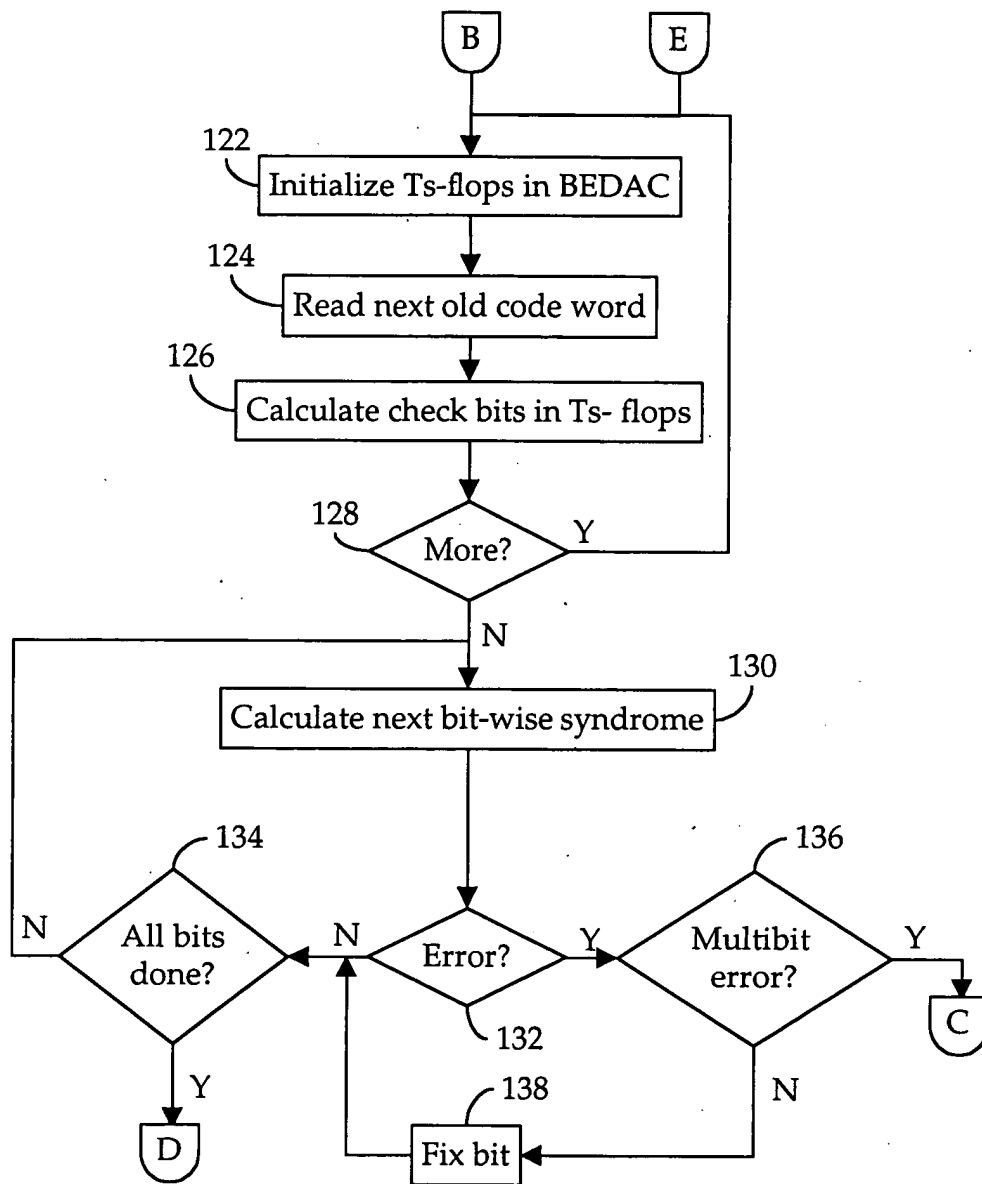 B
E
122
Initialize Ts-flops in BEDAC
124
Read next old code word
126
Calculate check bits in Ts- flops
128
More?
Y
N
130
Calculate next bit-wise syndrome
134
136
N
All bits
done?
N
Error?
Y
Multibit
error?
Y
C
132
Y
138
N
D
Fix bit